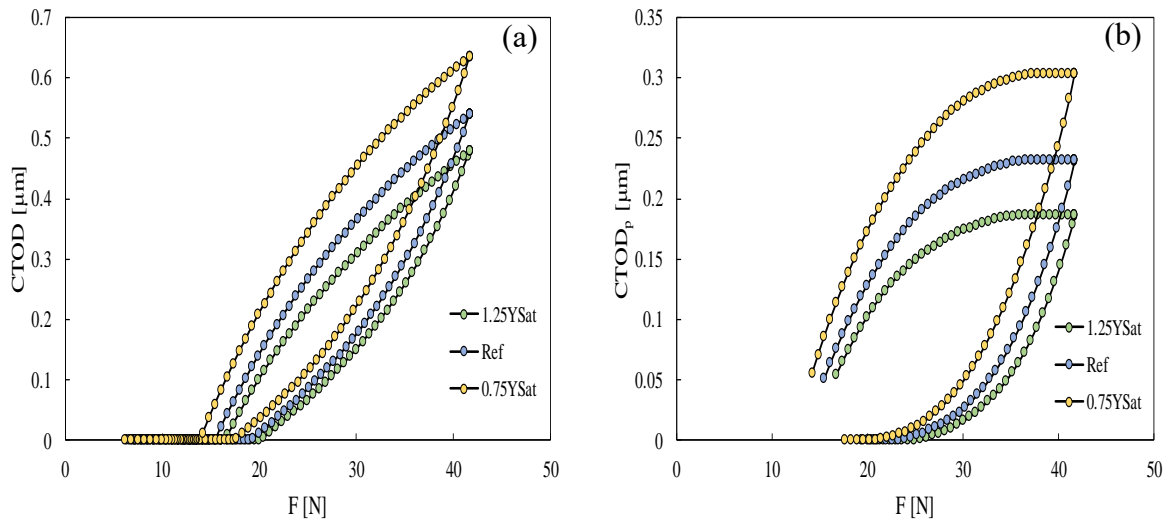 (a)
CTOD [µm]
0.7
0.6
0.5
0.4
0.3
0.2
0.1
0
0 10 20 30 40 50
F [N]
1.25YSat
Ref
0.75YSat
(b)
CTODp [µm]
0.35
0.3
0.25
0.2
0.15
0.1
0.05
0
0 10 20 30 40 50
F [N]
1.25YSat
Ref
0.75YSat